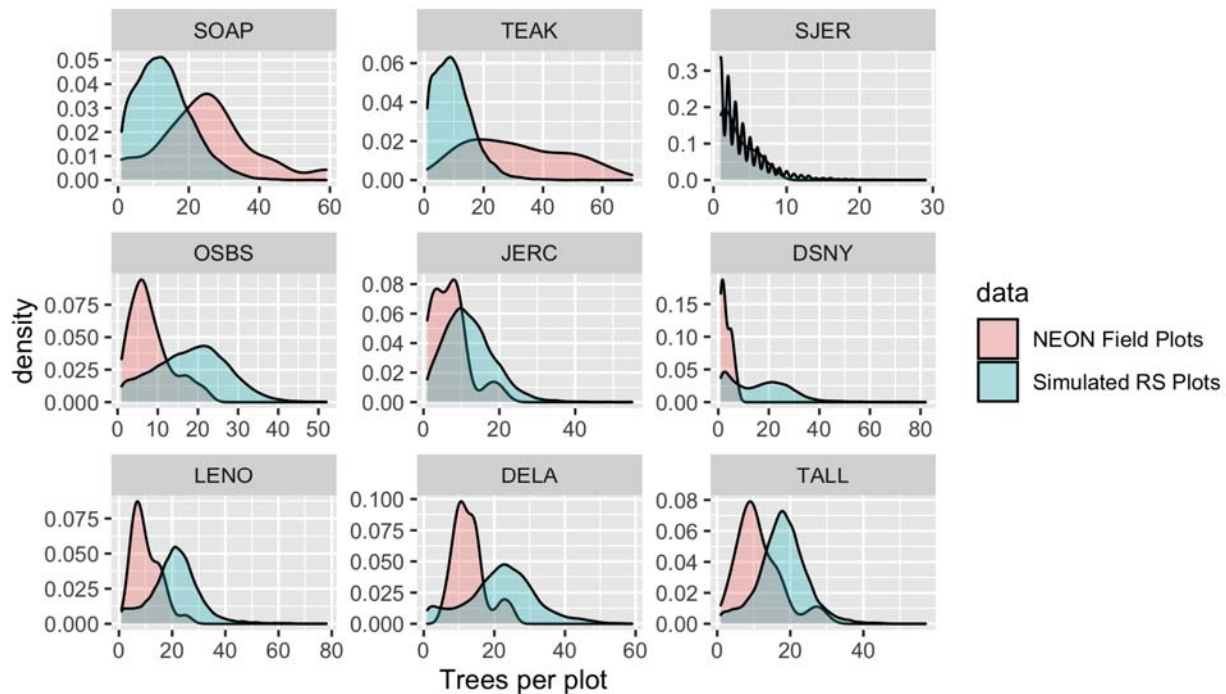 SOAP TEAK SJER
0.05 0.04 0.03 0.02 0.01 0.00
0.06 0.04 0.02 0.00
0.3 0.2 0.1 0.0
0 20 40 60
0 20 40 60
0 10 20 30
OSBS JERC DSNY
0.075 0.050 0.025 0.000
0.08 0.06 0.04 0.02 0.00
0.15 0.10 0.05 0.00
0 10 20 30 40 50
0 20 40
0 20 40 60 80
LENO DELA TALL
0.075 0.050 0.025 0.000
0.100 0.075 0.050 0.025 0.000
0.08 0.06 0.04 0.02 0.00
0 20 40 60 80
0 20 40 60
0 20 40
density
Trees per plot
data
NEON Field Plots
Simulated RS Plots